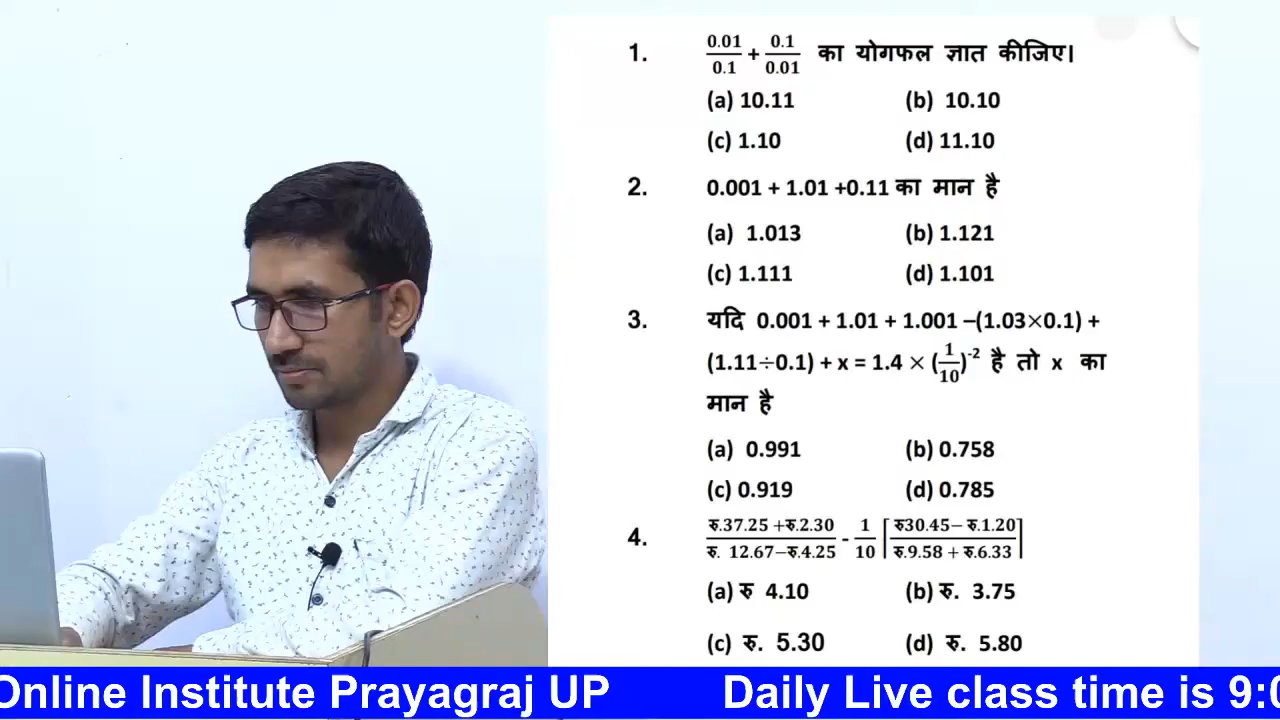 1. 0.01/0.1 + 0.1/0.01 का योगफल ज्ञात कीजिए।
(a) 10.11 (b) 10.10
(c) 1.10 (d) 11.10
2. 0.001 + 1.01 +0.11 का मान है
(a) 1.013 (b) 1.121
(c) 1.111 (d) 1.101
3. यदि 0.001 + 1.01 + 1.001 –(1.03×0.1) +
(1.11÷0.1) + x = 1.4 × (1/10)-2 है तो x का
मान है
(a) 0.991 (b) 0.758
(c) 0.919 (d) 0.785
4. रु.37.25 +रु.2.30/रु. 12.67–रु.4.25 - 1/10 [रु30.45– रु.1.20/रु.9.58 + रु.6.33]
(a) रु 4.10 (b) रु. 3.75
(c) रु. 5.30 (d) रु. 5.80
Online Institute Prayagraj UP Daily Live class time is 9:0